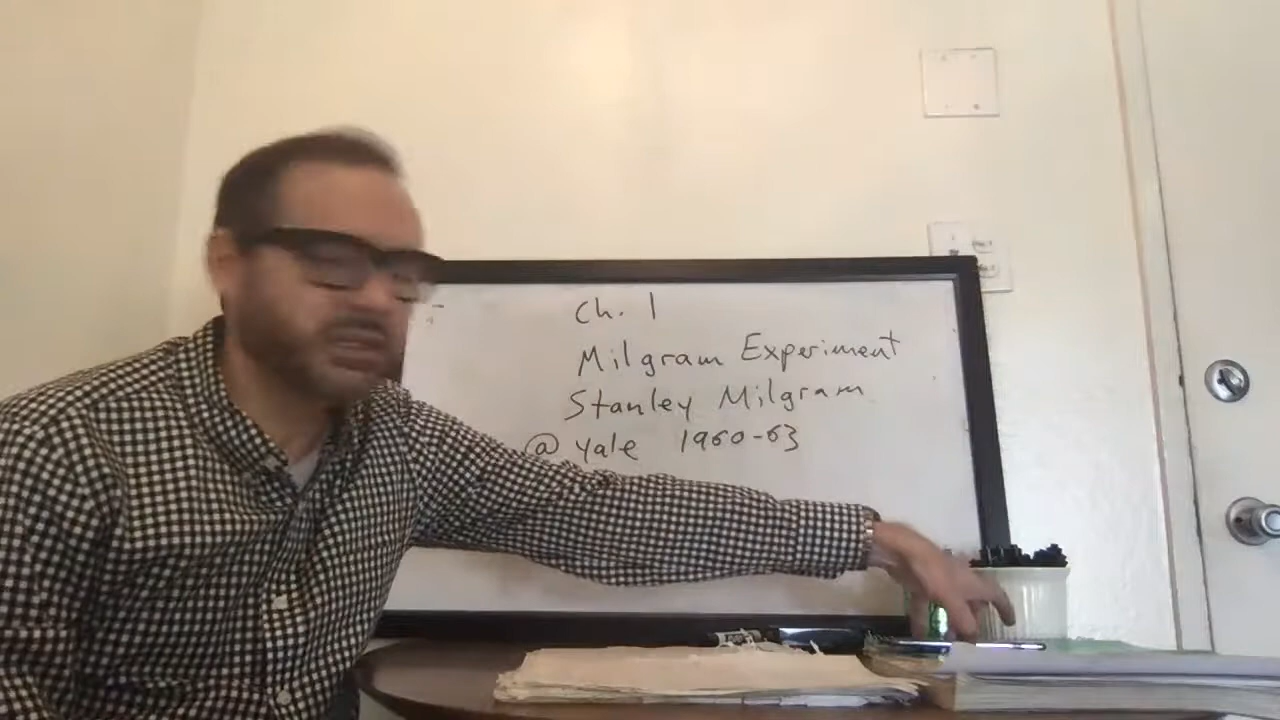 Ch. 1
Milgram Experiment
Stanley Milgram
@ Yale 1960-63